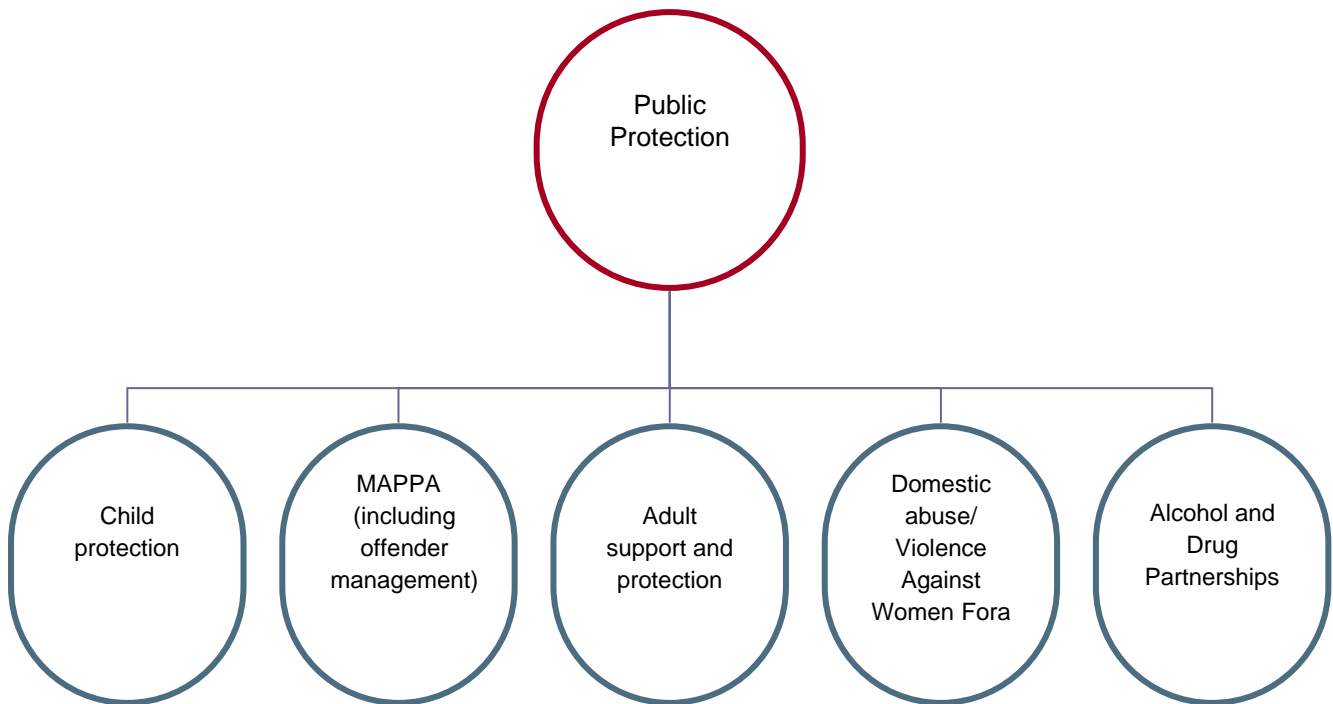 Public
Protection
Child
protection
MAPPA
(including
offender
management)
Adult
support and
protection
Domestic
abuse/
Violence
Against
Women Fora
Alcohol and
Drug
Partnerships